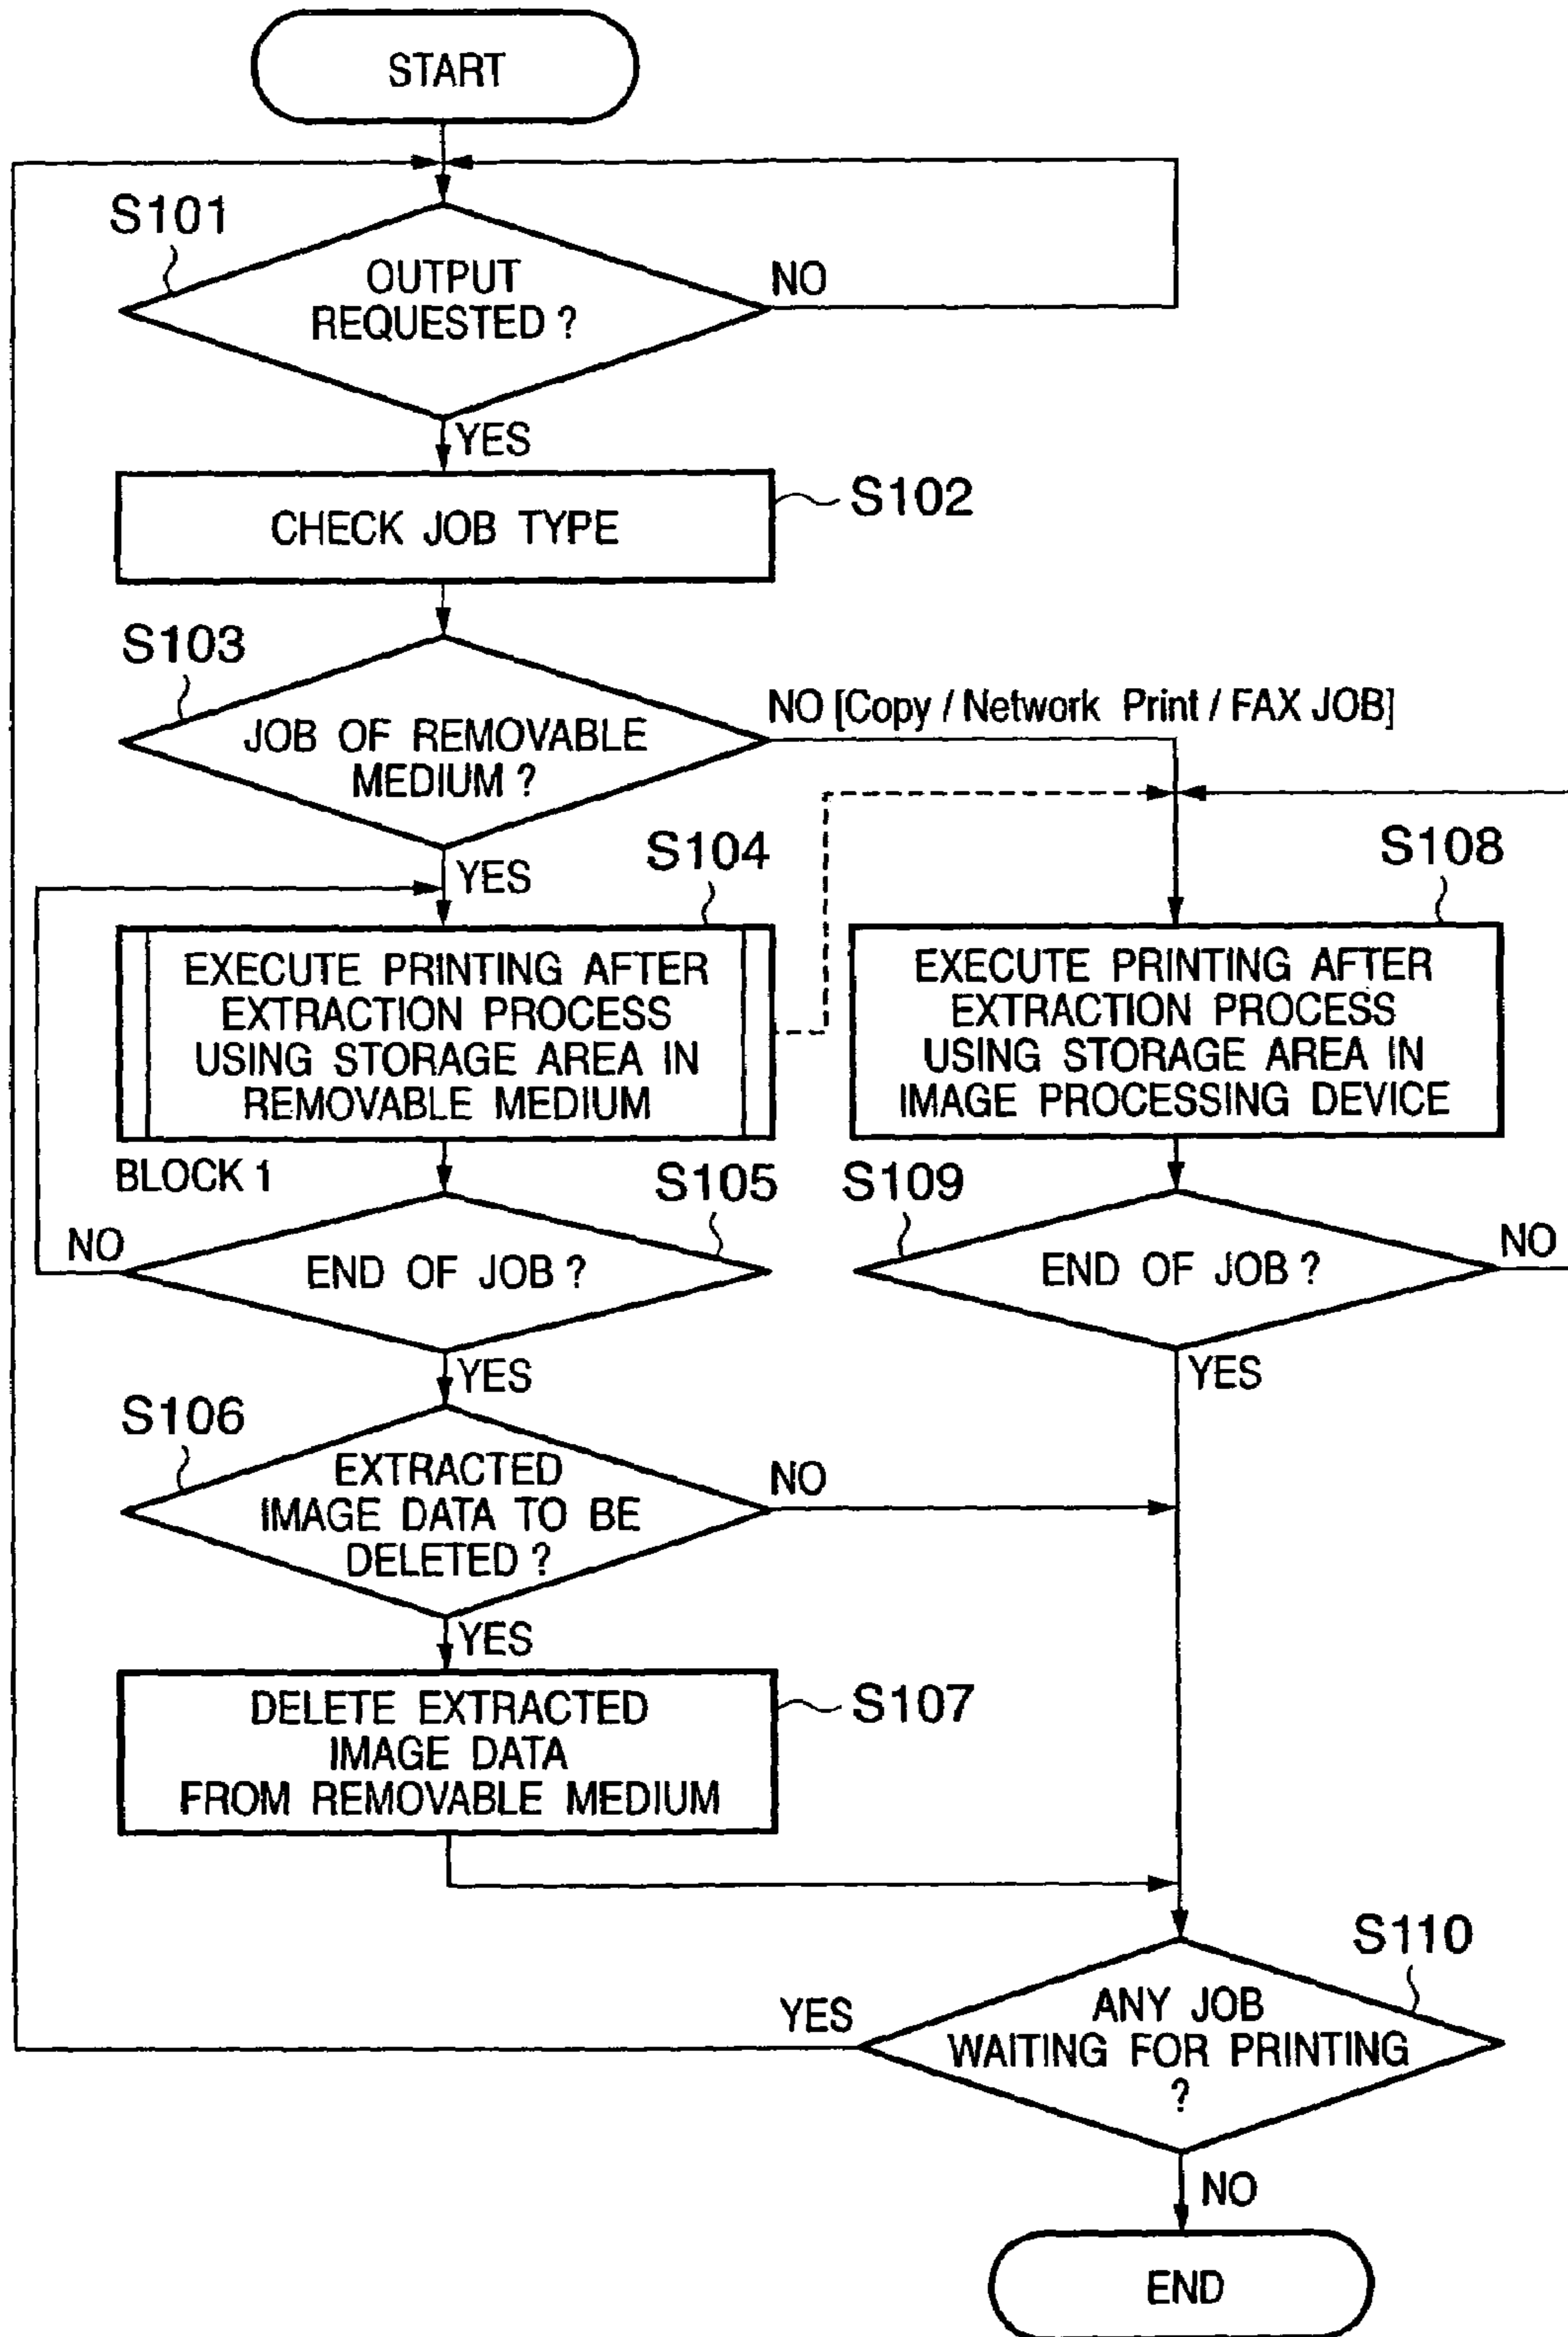 START
S101
OUTPUT
REQUESTED ?
NO
YES
CHECK JOB TYPE
S102
S103
JOB OF REMOVABLE
MEDIUM ?
NO [Copy / Network Print / FAX JOB]
YES
S104
EXECUTE PRINTING AFTER
EXTRACTION PROCESS
USING STORAGE AREA IN
REMOVABLE MEDIUM
BLOCK 1
S108
EXECUTE PRINTING AFTER
EXTRACTION PROCESS
USING STORAGE AREA IN
IMAGE PROCESSING DEVICE
S105
NO
END OF JOB ?
YES
S109
END OF JOB ?
NO
YES
S106
EXTRACTED
IMAGE DATA TO BE
DELETED ?
NO
YES
DELETE EXTRACTED
IMAGE DATA
FROM REMOVABLE MEDIUM
S107
S110
YES
ANY JOB
WAITING FOR PRINTING
?
NO
END